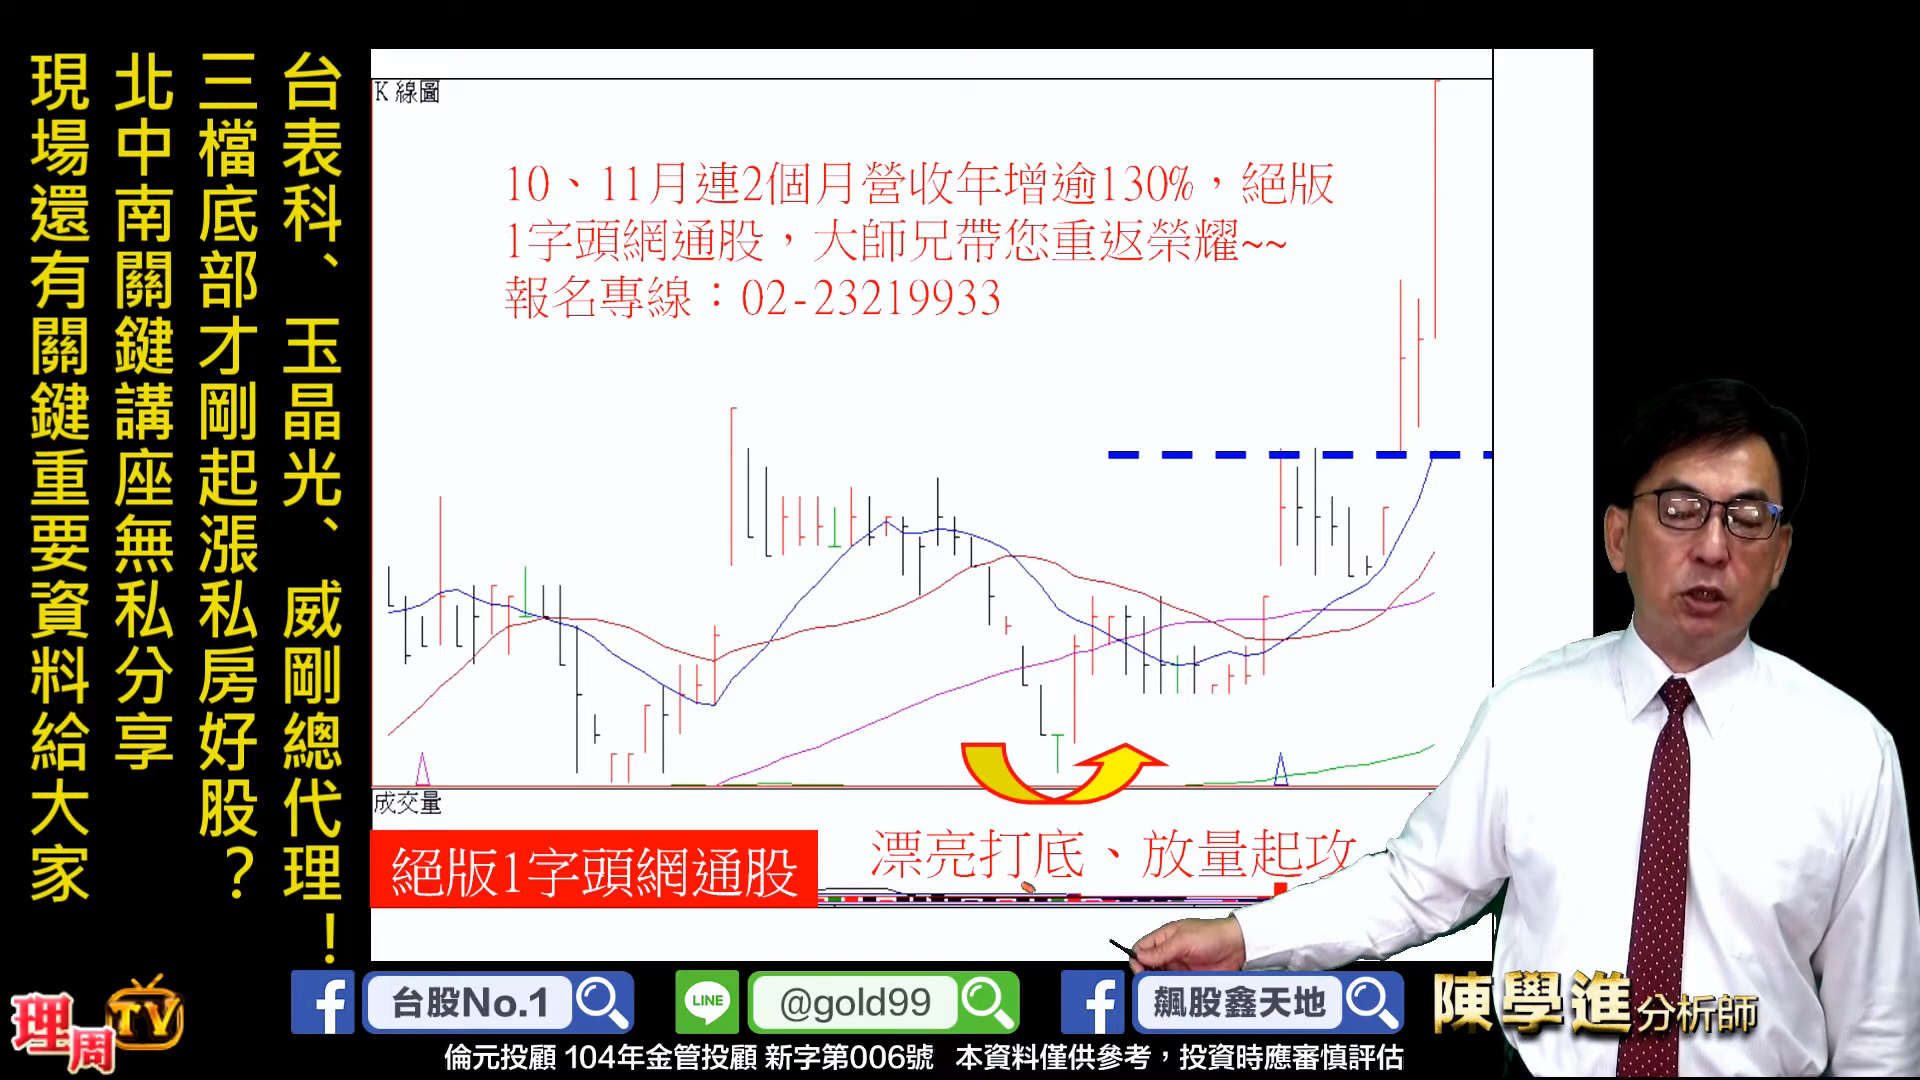 台表科、玉晶光、威剛總代理！
三檔底部才剛起漲私房好股？
北中南關鍵講座無私分享
現場還有關鍵重要資料給大家
K 線圖
10、11月連2個月營收年增逾130%，絕版
1字頭網通股，大師兄帶您重返榮耀~~
報名專線：02-23219933
成交量
絕版1字頭網通股
漂亮打底、放量起攻
理周TV
台股No.1
LINE
@gold99
飆股鑫天地
陳學進分析師
倫元投顧 104年金管投顧 新字第006號 本資料僅供參考，投資時應審慎評估